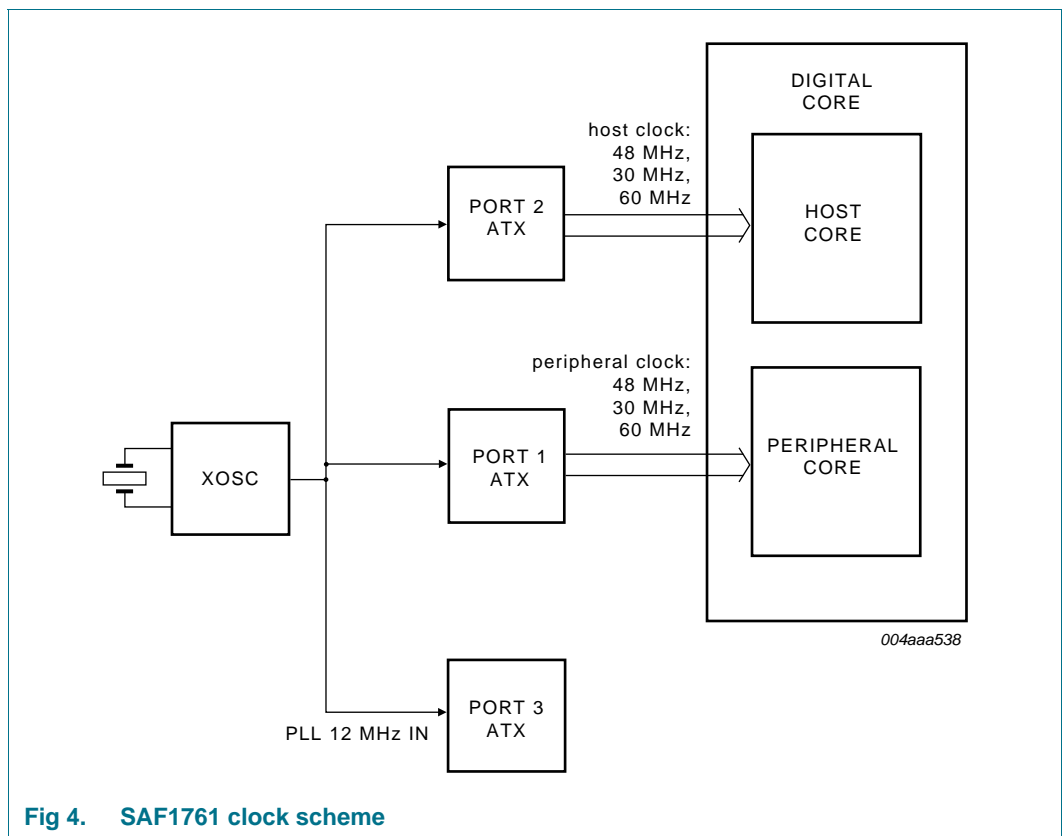 DIGITAL
CORE
host clock:
48 MHz,
30 MHz,
60 MHz
PORT 2
ATX
HOST
CORE
peripheral clock:
48 MHz,
30 MHz,
60 MHz
XOSC
PORT 1
ATX
PERIPHERAL
CORE
004aaa538
PORT 3
ATX
PLL 12 MHz IN
Fig 4. SAF1761 clock scheme